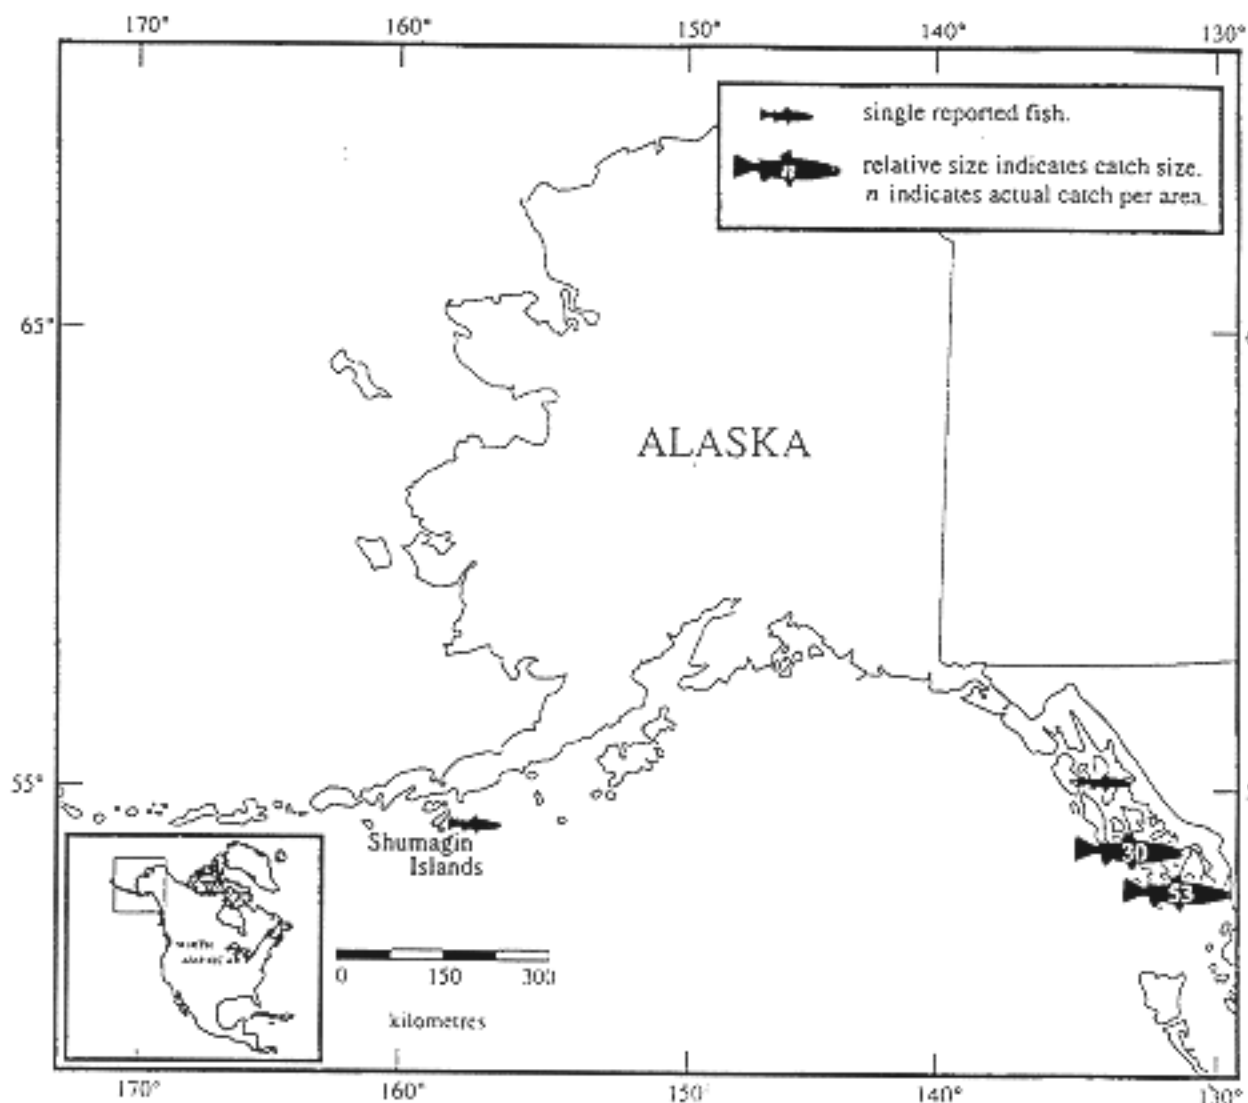 170° 160° 150° 140° 130°
single reported fish.
relative size indicates catch size.
n indicates actual catch per area.
65°
ALASKA
55°
Shumagin
Islands
30
53
0 150 300
kilometres
170° 160° 150° 140° 130°